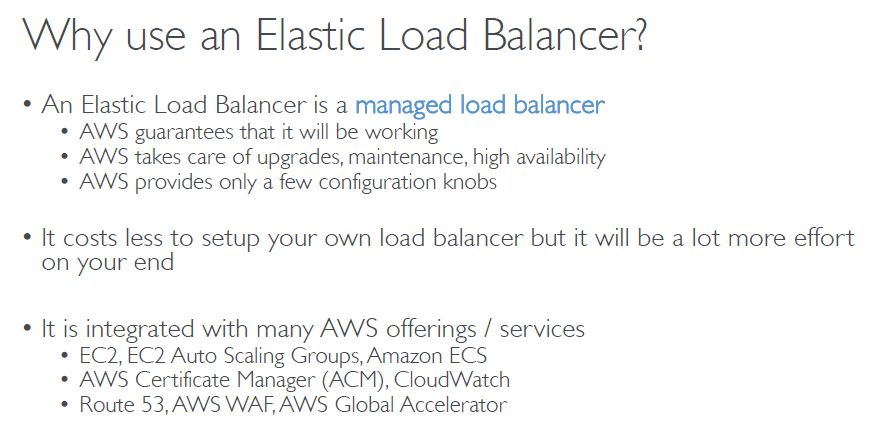 Why use an Elastic Load Balancer?
• An Elastic Load Balancer is a managed load balancer
• AWS guarantees that it will be working
• AWS takes care of upgrades, maintenance, high availability
• AWS provides only a few configuration knobs
• It costs less to setup your own load balancer but it will be a lot more effort
on your end
• It is integrated with many AWS offerings / services
• EC2, EC2 Auto Scaling Groups, Amazon ECS
• AWS Certificate Manager (ACM), CloudWatch
• Route 53, AWS WAF, AWS Global Accelerator